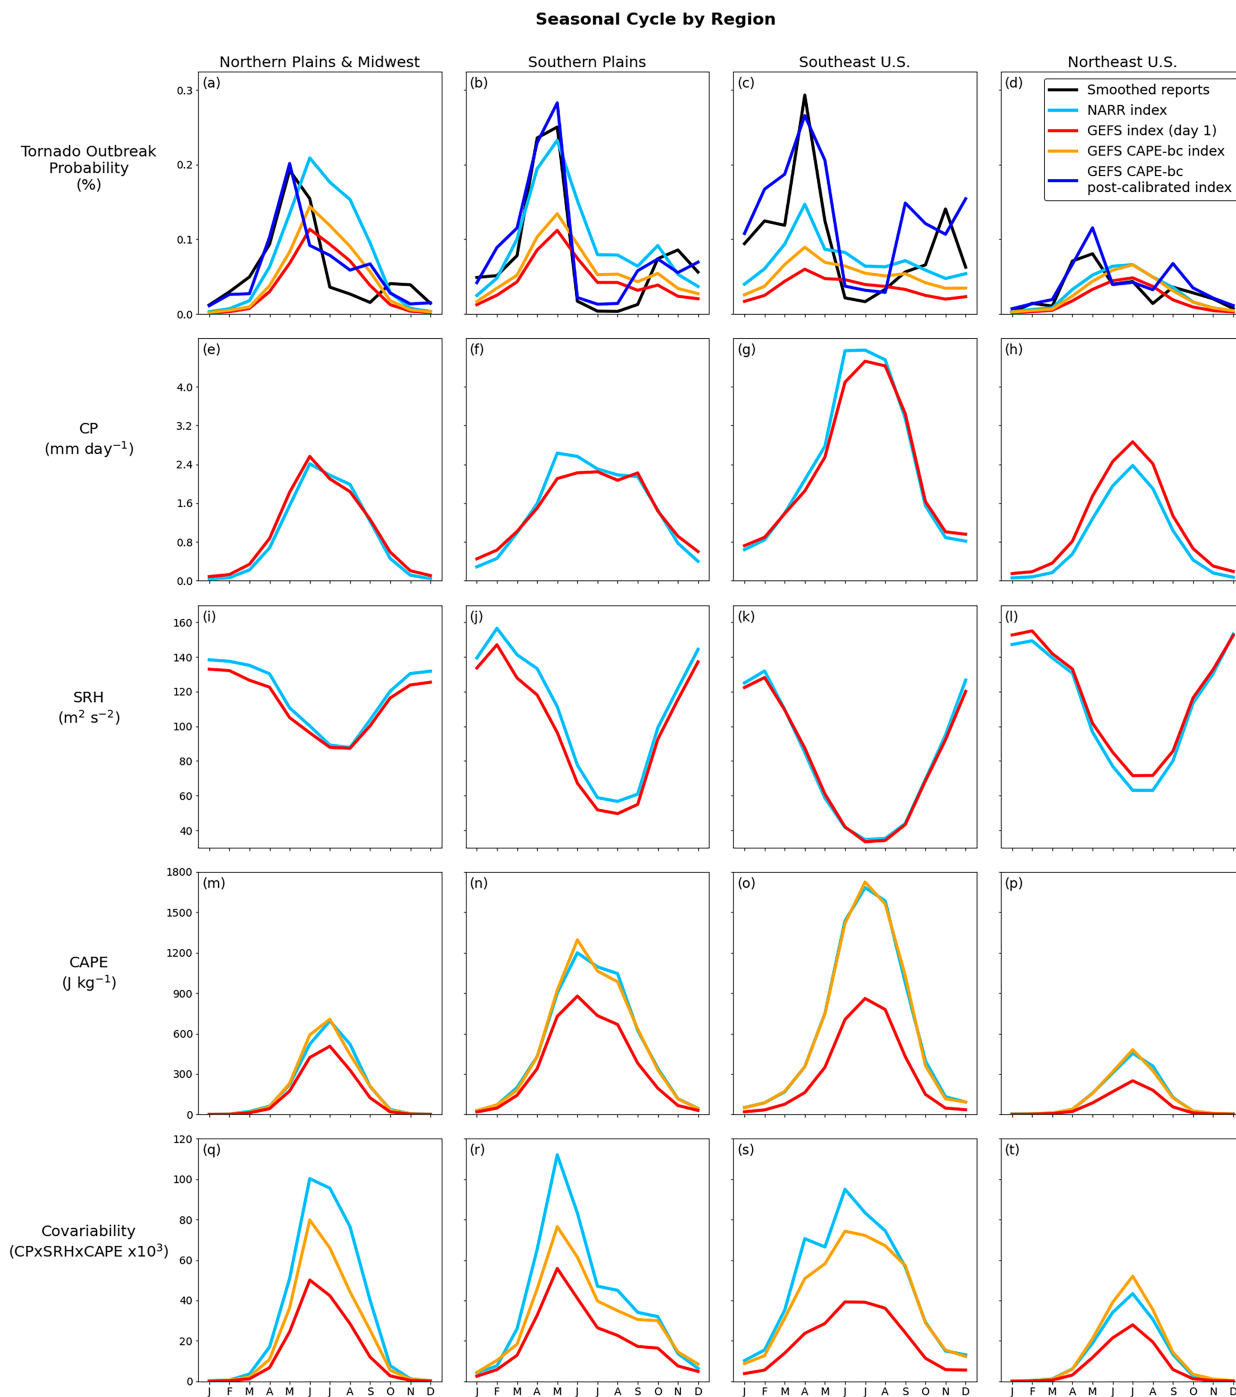 Seasonal Cycle by Region
Northern Plains & Midwest
Southern Plains
Southeast U.S.
Northeast U.S.
Tornado Outbreak
Probability
(%)
0.3
0.2
0.1
0.0
(a)
(b)
(c)
(d)
Smoothed reports
NARR index
GEFS index (day 1)
GEFS CAPE-bc index
GEFS CAPE-bc
post-calibrated index
CP
(mm day⁻¹)
4.0
3.2
2.4
1.6
0.8
0.0
(e)
(f)
(g)
(h)
SRH
(m² s⁻²)
160
140
120
100
80
60
40
(i)
(j)
(k)
(l)
CAPE
(J kg⁻¹)
1800
1500
1200
900
600
300
0
(m)
(n)
(o)
(p)
Covariability
(CPxSRHxCAPE x10³)
120
100
80
60
40
20
0
(q)
(r)
(s)
(t)
J F M A M J J A S O N D
J F M A M J J A S O N D
J F M A M J J A S O N D
J F M A M J J A S O N D